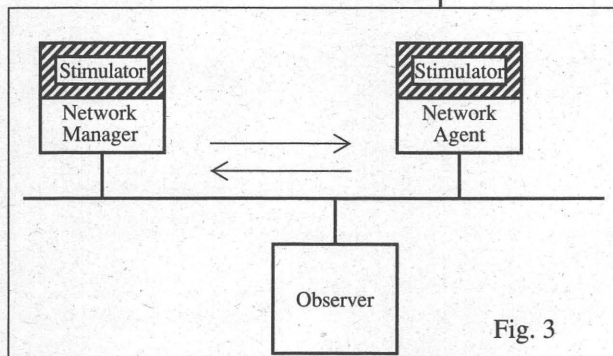 Stimulator
Network
Manager
Stimulator
Network
Agent
Observer
Fig. 3